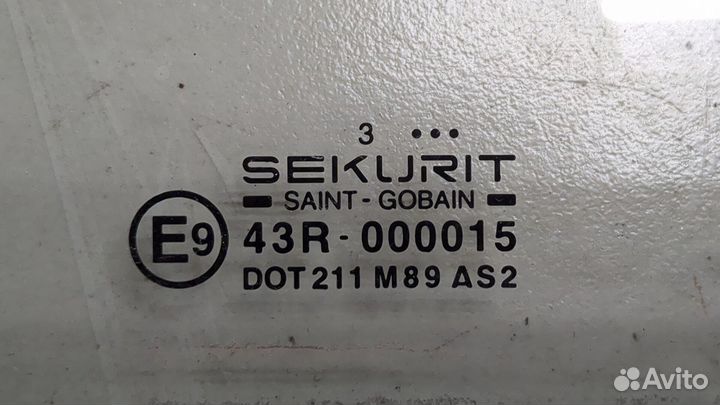 3 •••
SEKURIT
SAINT - GOBAIN
E9 43R - 000015
DOT 211 M89 AS2
Avito